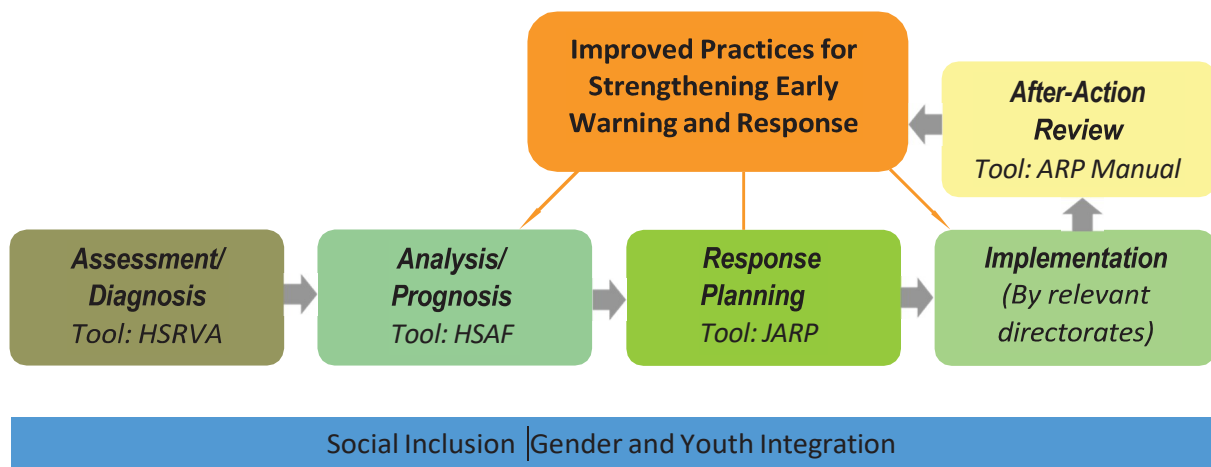 Improved Practices for
Strengthening Early
Warning and Response
After-Action
Review
Tool: ARP Manual
Assessment/
Diagnosis
Tool: HSRVA
Analysis/
Prognosis
Tool: HSAF
Response
Planning
Tool: JARP
Implementation
(By relevant
directorates)
Social Inclusion | Gender and Youth Integration